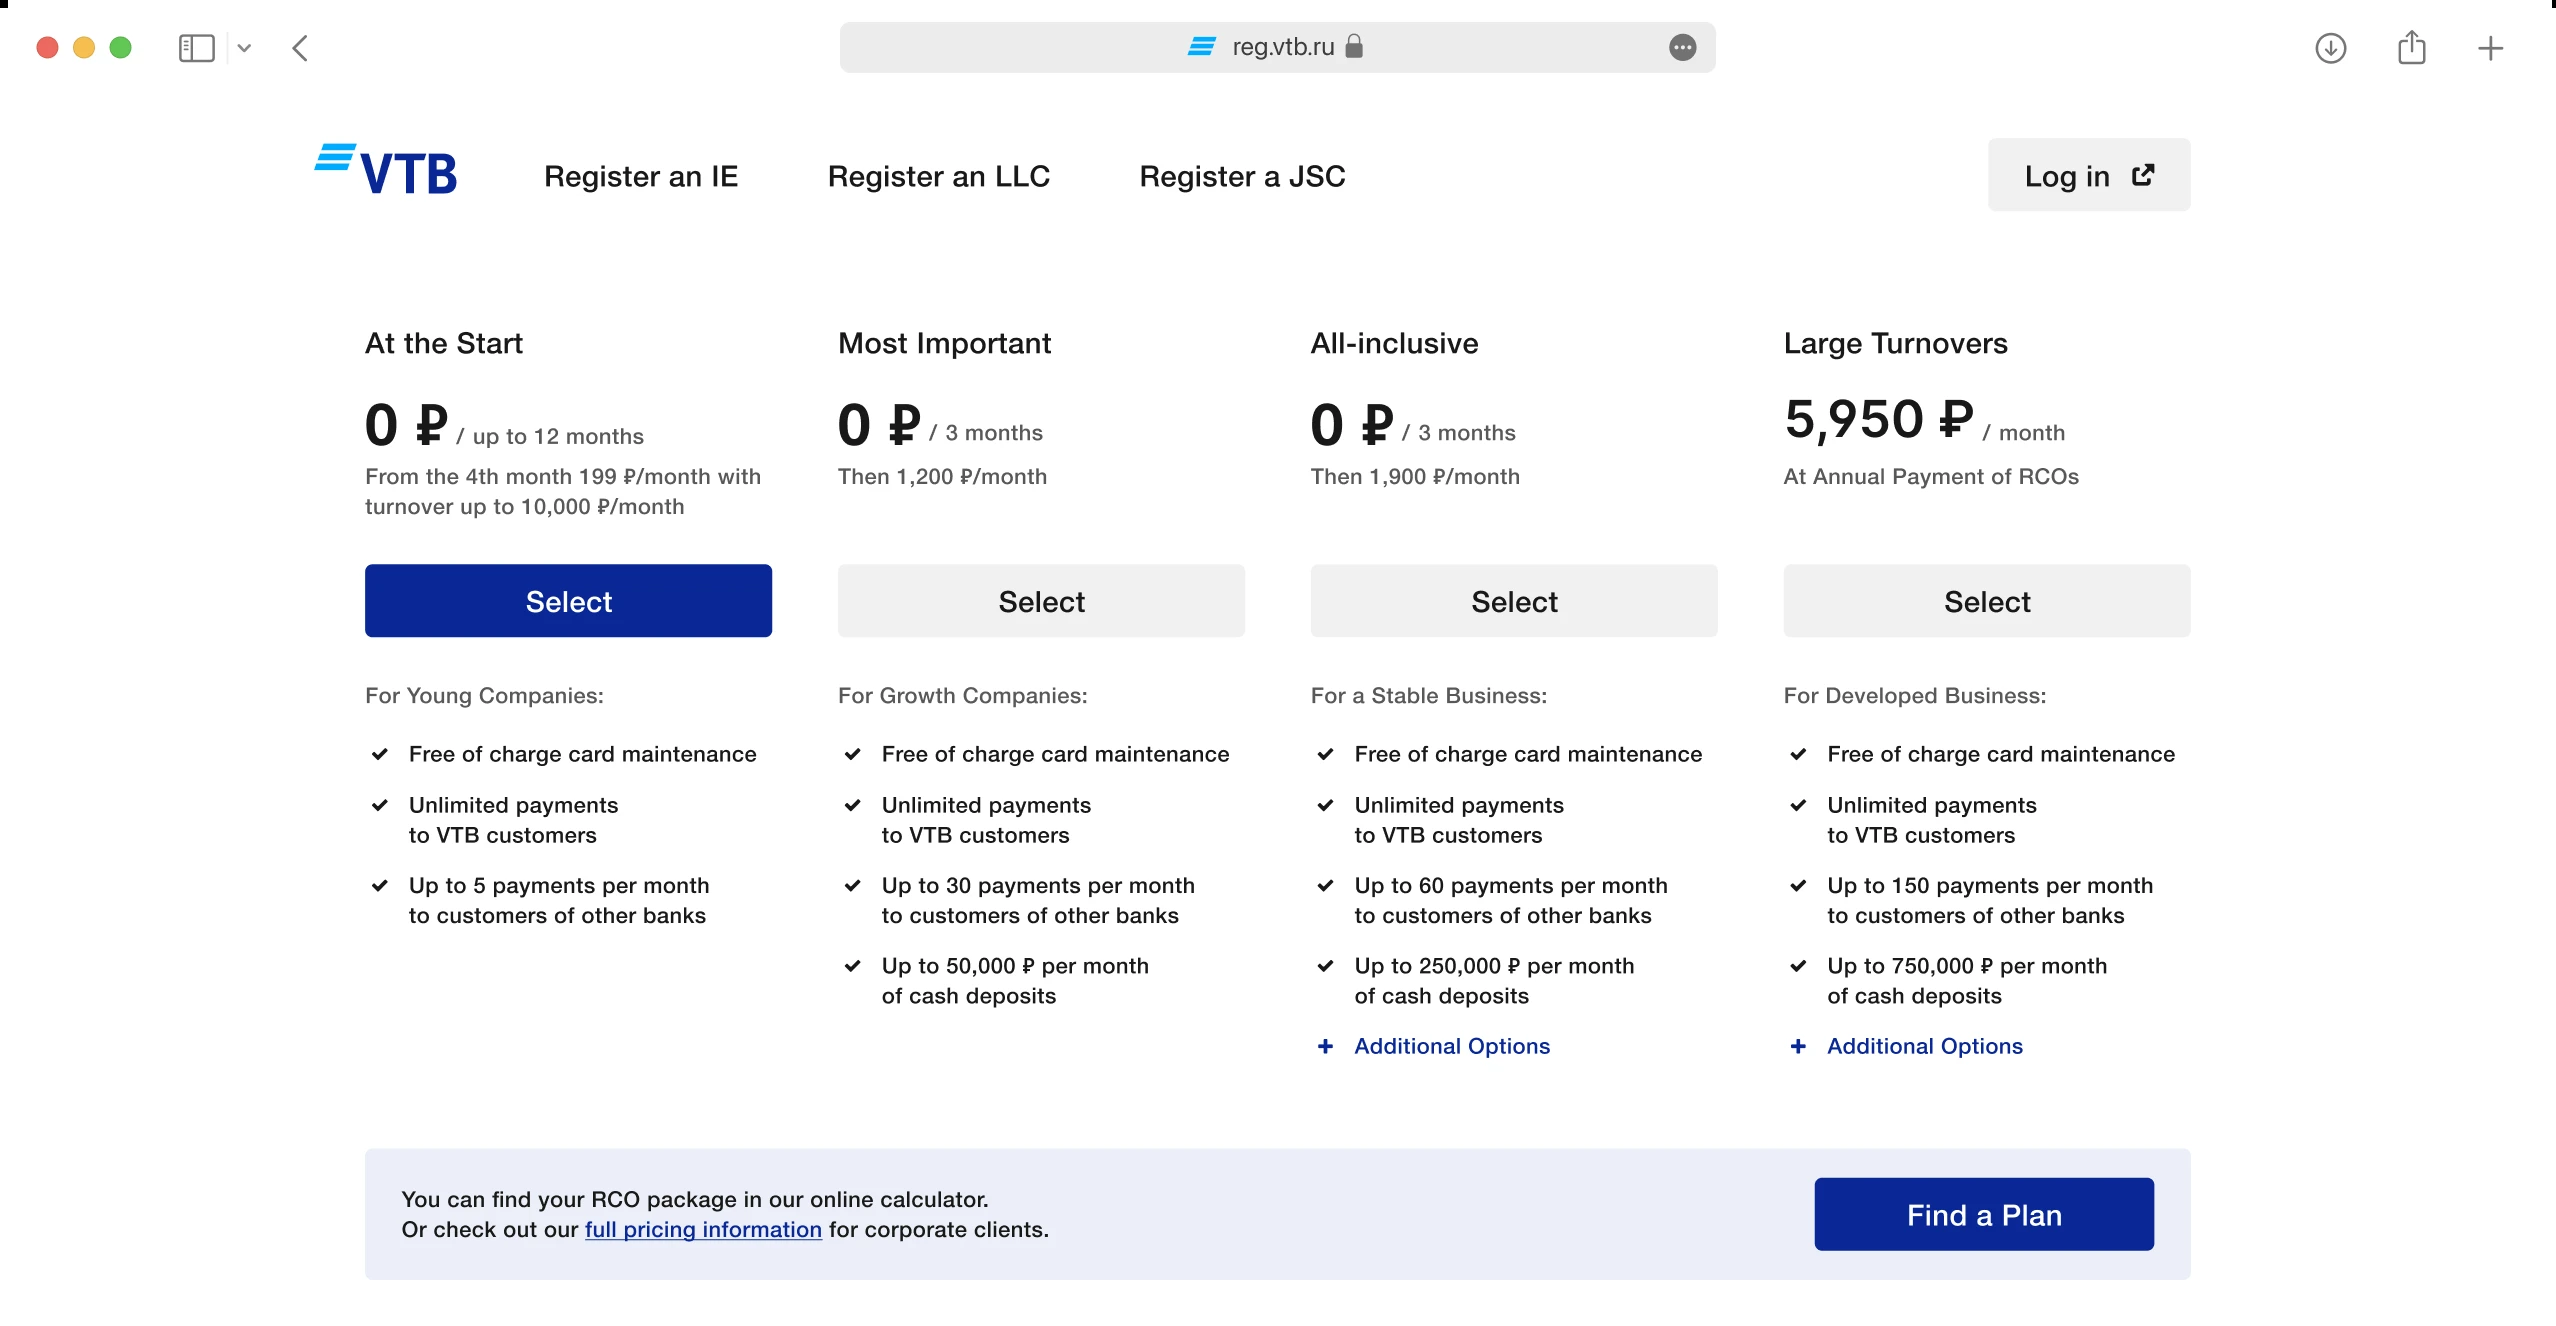 reg.vtb.ru
VTB
Register an IE
Register an LLC
Register a JSC
Log in
At the Start
0 ₽ / up to 12 months
From the 4th month 199 ₽/month with
turnover up to 10,000 ₽/month
Select
For Young Companies:
Free of charge card maintenance
Unlimited payments
to VTB customers
Up to 5 payments per month
to customers of other banks
Most Important
0 ₽ / 3 months
Then 1,200 ₽/month
Select
For Growth Companies:
Free of charge card maintenance
Unlimited payments
to VTB customers
Up to 30 payments per month
to customers of other banks
Up to 50,000 ₽ per month
of cash deposits
All-inclusive
0 ₽ / 3 months
Then 1,900 ₽/month
Select
For a Stable Business:
Free of charge card maintenance
Unlimited payments
to VTB customers
Up to 60 payments per month
to customers of other banks
Up to 250,000 ₽ per month
of cash deposits
+ Additional Options
Large Turnovers
5,950 ₽ / month
At Annual Payment of RCOs
Select
For Developed Business:
Free of charge card maintenance
Unlimited payments
to VTB customers
Up to 150 payments per month
to customers of other banks
Up to 750,000 ₽ per month
of cash deposits
+ Additional Options
You can find your RCO package in our online calculator.
Or check out our full pricing information for corporate clients.
Find a Plan